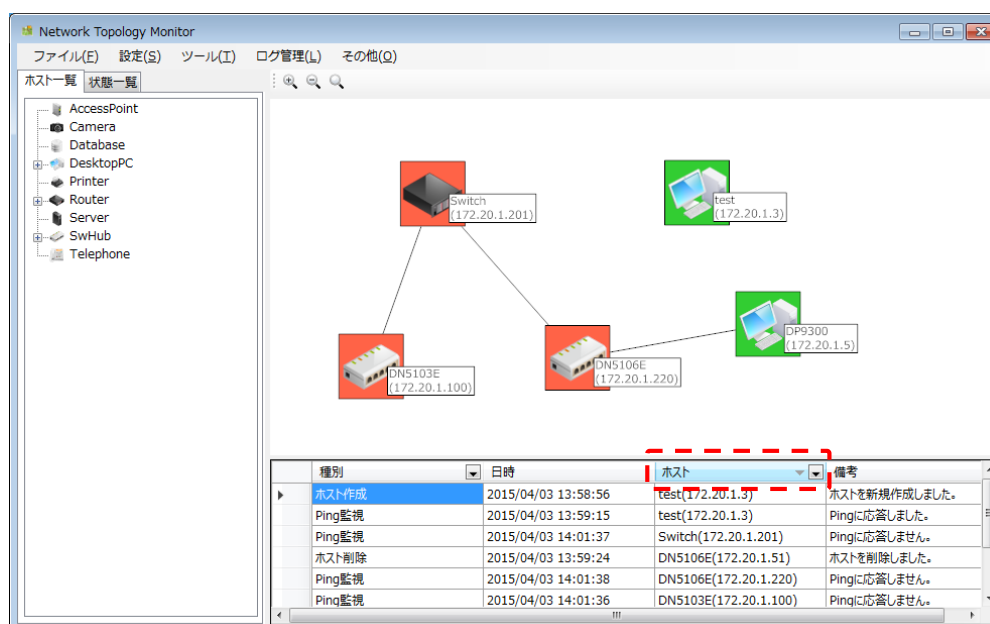 Network Topology Monitor
ファイル(F) 設定(S) ツール(T) ログ管理(L) その他(O)
ホスト一覧 状態一覧
AccessPoint
Camera
Database
DesktopPC
Printer
Router
Server
SwHub
Telephone
Switch
(172.20.1.201)
test
(172.20.1.3)
DP9300
(172.20.1.5)
DN5103E
(172.20.1.100)
DN5106E
(172.20.1.220)
種別 日時 ホスト 備考
ホスト作成 2015/04/03 13:58:56 test(172.20.1.3) ホストを新規作成しました。
Ping監視 2015/04/03 13:59:15 test(172.20.1.3) Pingに応答しました。
Ping監視 2015/04/03 14:01:37 Switch(172.20.1.201) Pingに応答しません。
ホスト削除 2015/04/03 13:59:24 DN5106E(172.20.1.51) ホストを削除しました。
Ping監視 2015/04/03 14:01:38 DN5106E(172.20.1.220) Pingに応答しません。
Ping監視 2015/04/03 14:01:36 DN5103E(172.20.1.100) Pingに応答しません。